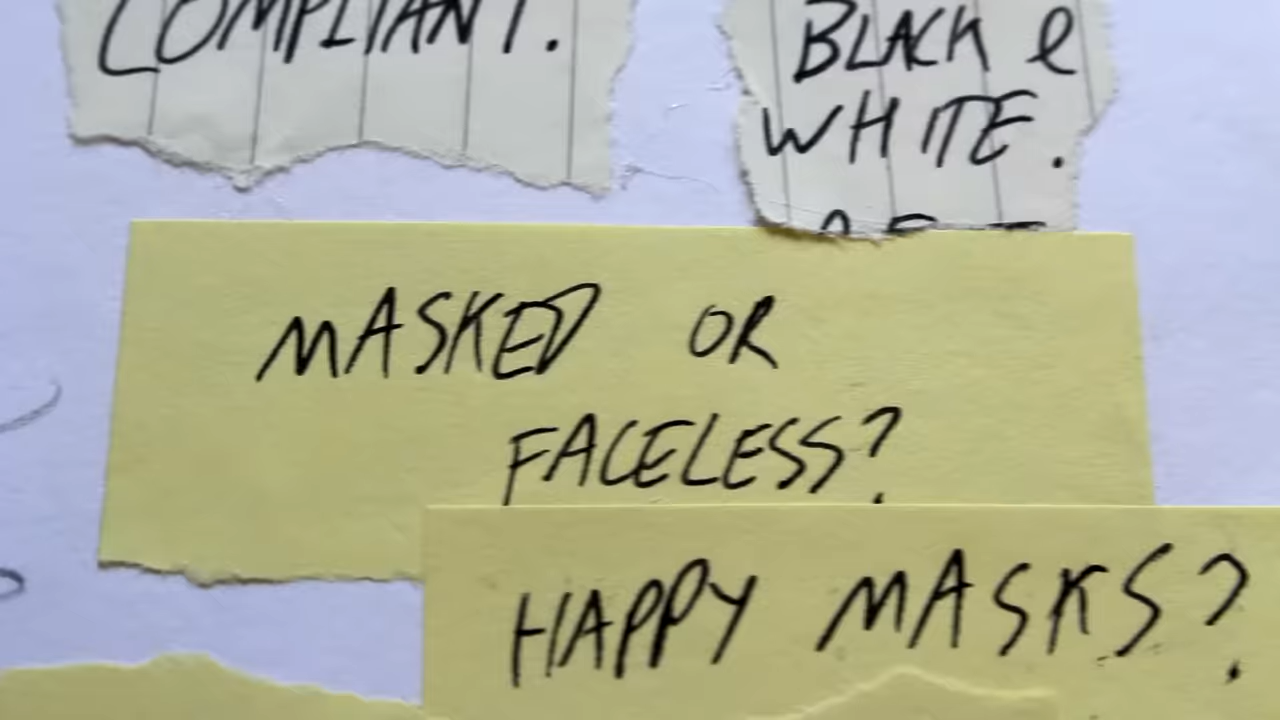 COMPLIANT.
BLACK &
WHITE.
MASKED OR
FACELESS?
HAPPY MASKS?